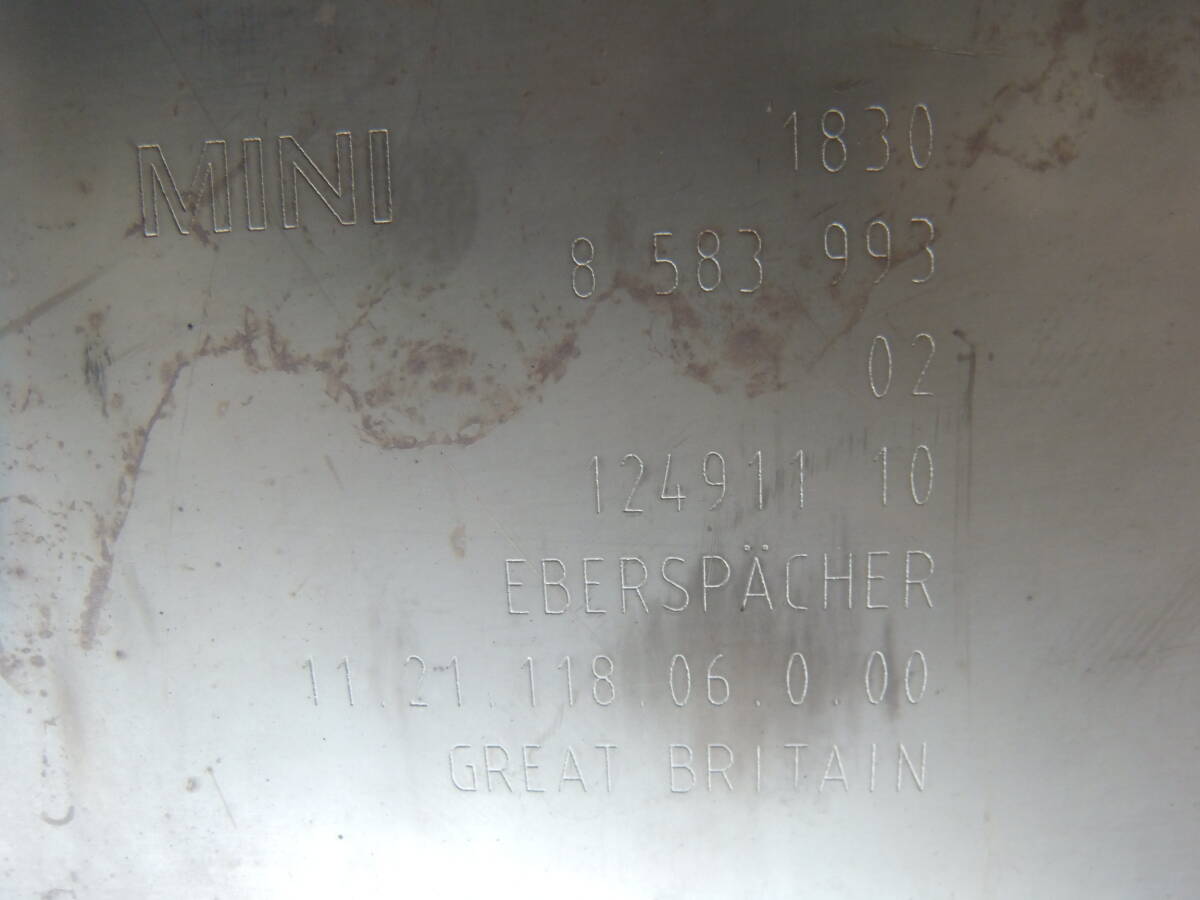 MINI
1830
8 583 993
02
124911 10
EBERSPÄCHER
11.21.118.06.0.00
GREAT BRITAIN